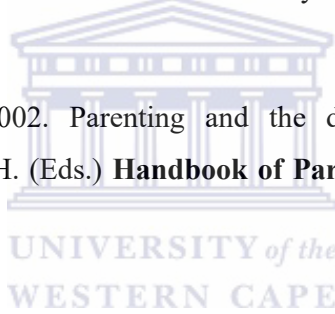 002. Parenting and the d
H. (Eds.) Handbook of Par
UNIVERSITY of the
WESTERN CAPE